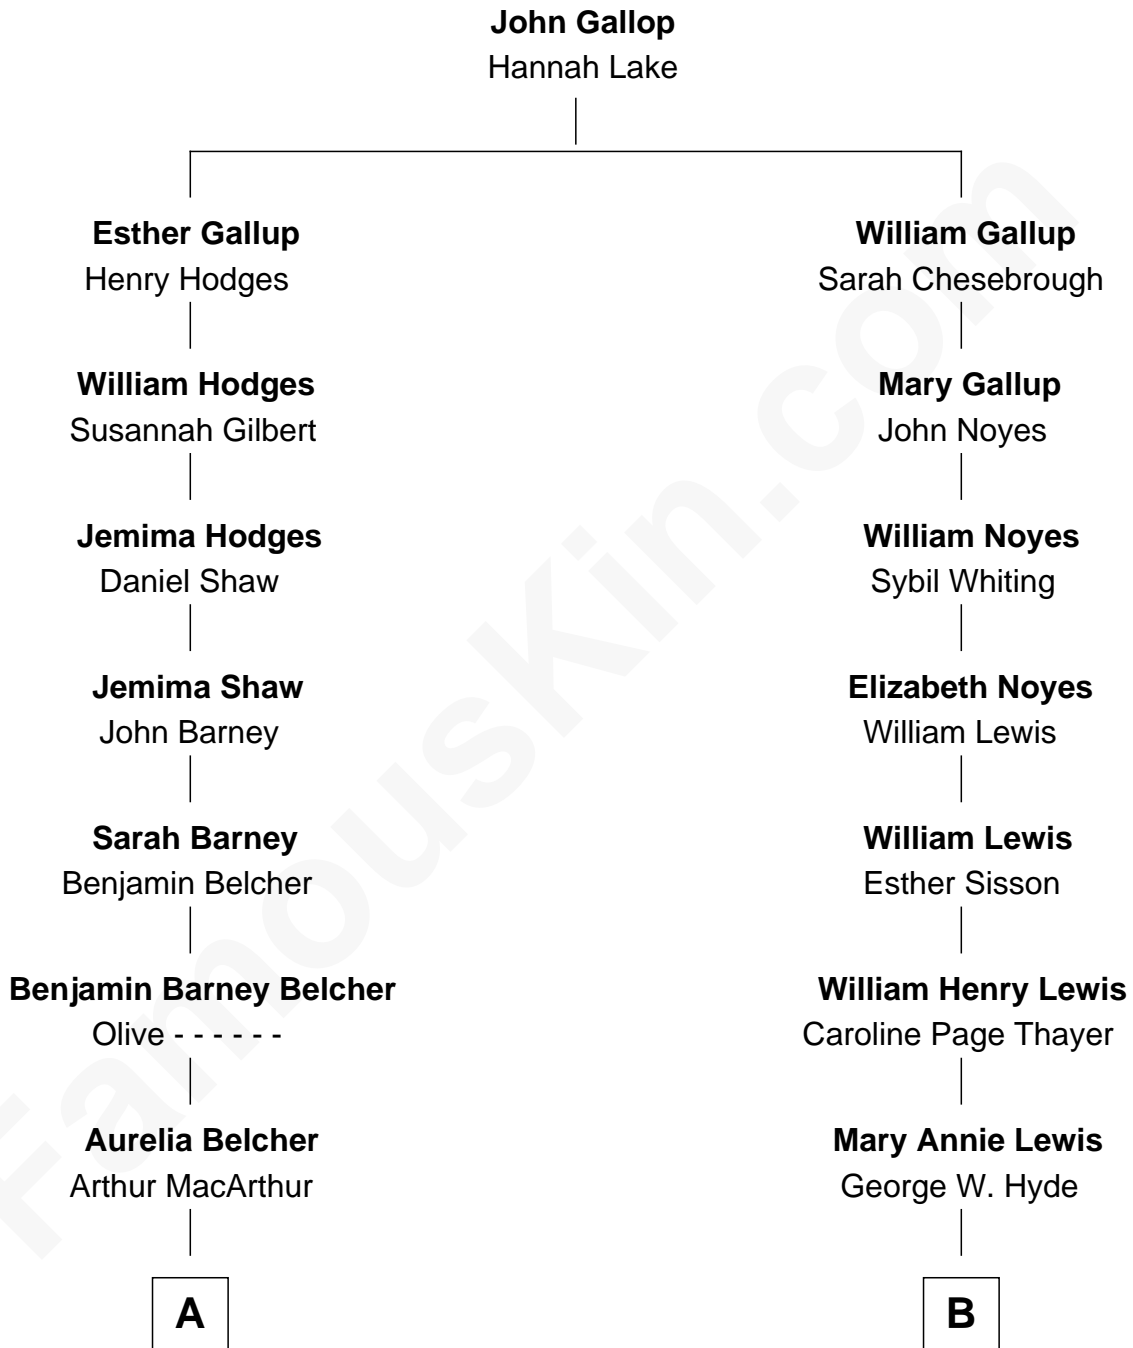 John Gallop
Hannah Lake
Esther Gallup
Henry Hodges
William Gallup
Sarah Chesebrough
William Hodges
Susannah Gilbert
Mary Gallup
John Noyes
Jemima Hodges
Daniel Shaw
William Noyes
Sybil Whiting
Jemima Shaw
John Barney
Elizabeth Noyes
William Lewis
Sarah Barney
Benjamin Belcher
William Lewis
Esther Sisson
Benjamin Barney Belcher
Olive - - - - - -
William Henry Lewis
Caroline Page Thayer
Aurelia Belcher
Arthur MacArthur
Mary Annie Lewis
George W. Hyde
A
B
FamousKin.com